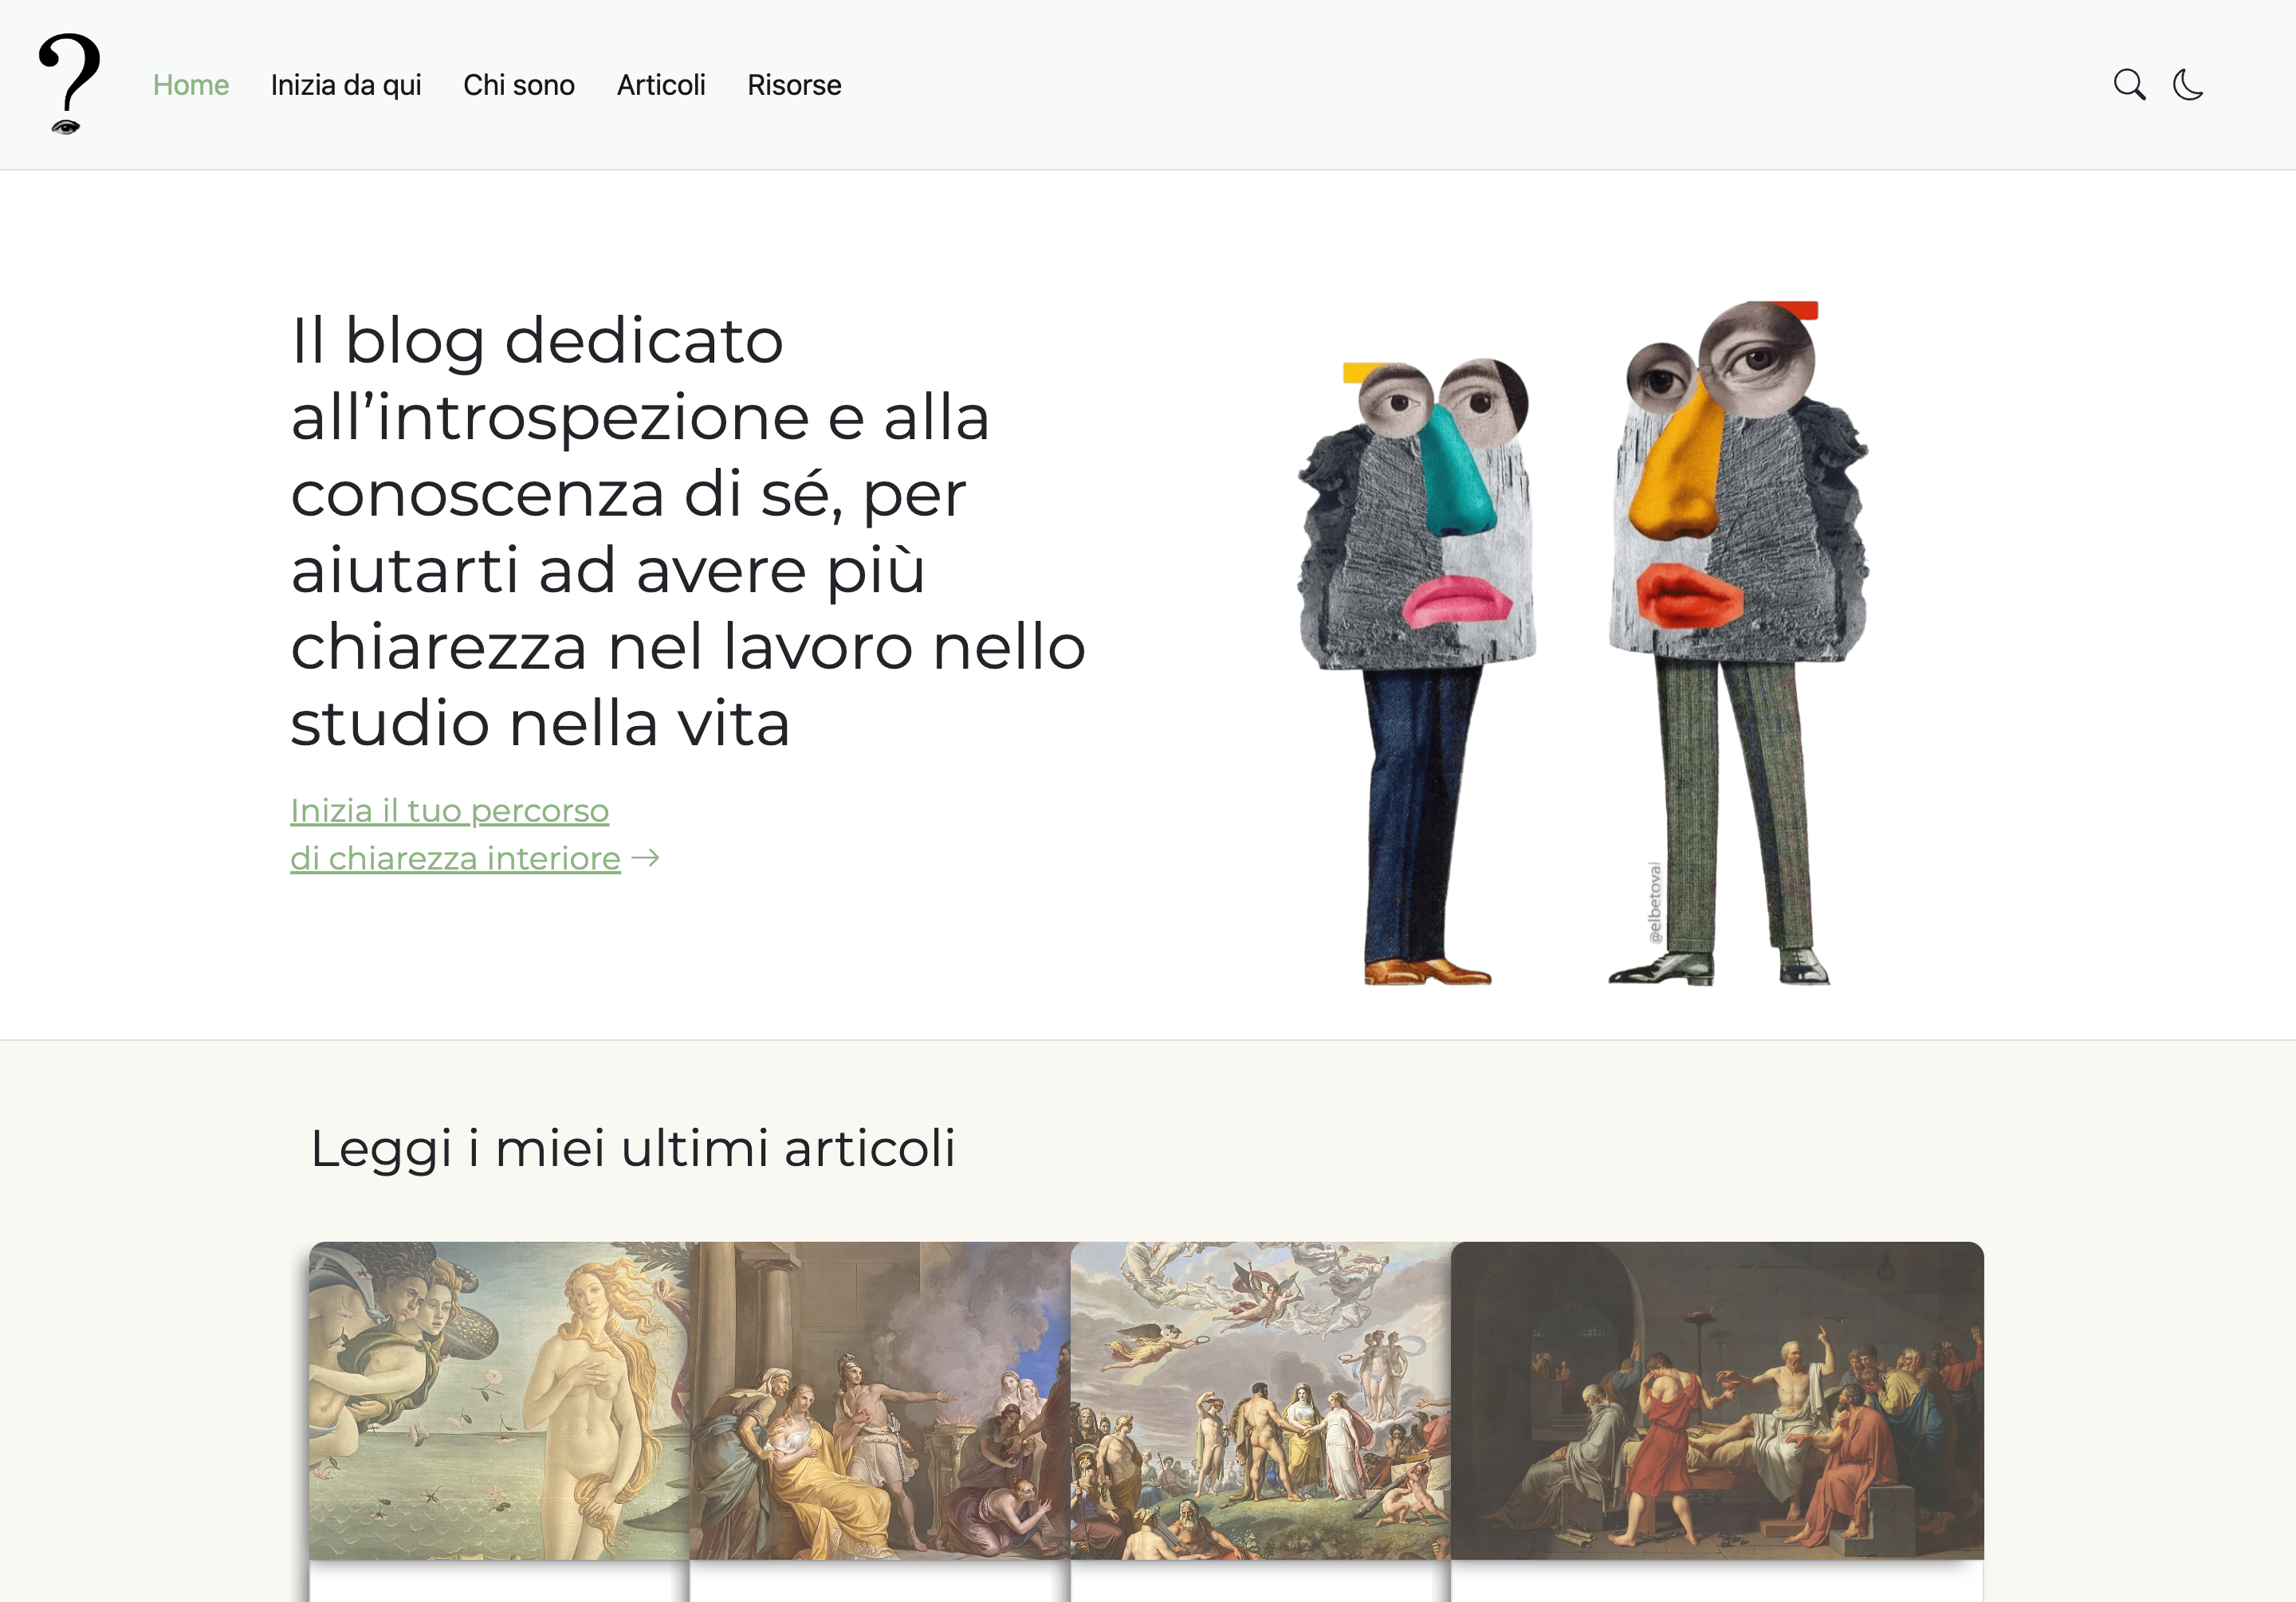 ?
Home
Inizia da qui
Chi sono
Articoli
Risorse
Il blog dedicato
all’introspezione e alla
conoscenza di sé, per
aiutarti ad avere più
chiarezza nel lavoro nello
studio nella vita
Inizia il tuo percorso
di chiarezza interiore →
@elbetoval
Leggi i miei ultimi articoli